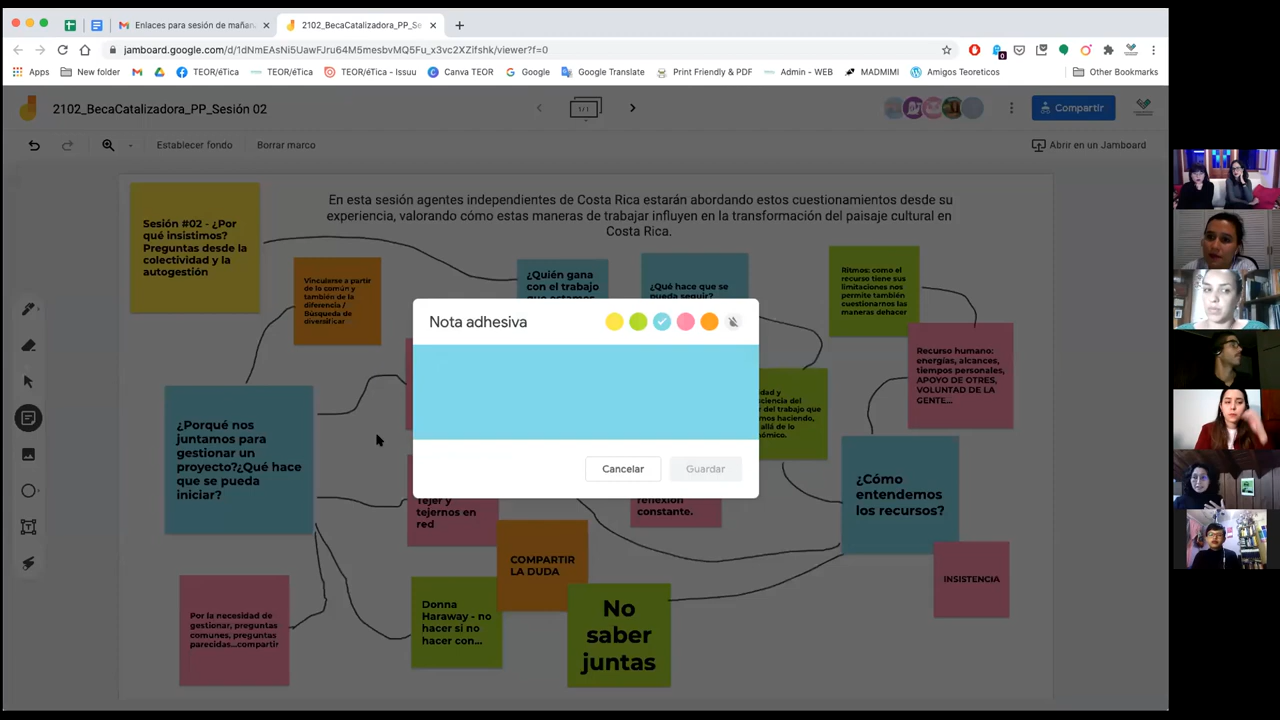 Enlaces para sesión de mañan
2102_BecaCatalizadora_PP_Se
jamboard.google.com/d/1dNmEAsNi5UawFJru64M5mesbvMQ5Fu_x3vc2XZifshk/viewer?f=0
Apps
New folder
TEOR/éTica
TEOR/éTica
TEOR/éTica - Issuu
Canva TEOR
Google
Google Translate
Print Friendly & PDF
Admin - WEB
MADMIMI
Amigos Teoreticos
Other Bookmarks
2102_BecaCatalizadora_PP_Sesión 02
1/1
Compartir
Establecer fondo
Borrar marco
Abrir en un Jamboard
En esta sesión agentes independientes de Costa Rica estarán abordando estos cuestionamientos desde su
experiencia, valorando cómo estas maneras de trabajar influyen en la transformación del paisaje cultural en
Costa Rica.
Sesión #02 - ¿Por
qué insistimos?
Preguntas desde la
colectividad y la
autogestión
Vincularse a partir
de lo común y
también de la
diferencia /
Búsqueda de
diversificar
¿Quién gana
con el trabajo
que estamos
¿Qué hace que se
pueda seguir?
Ritmos: como el
recurso tiene sus
limitaciones nos
permite también
cuestionarnos las
maneras dehacer
Recurso humano:
energías, alcances,
tiempos personales,
APOYO DE OTRES,
VOLUNTAD DE LA
GENTE...
Nota adhesiva
Cancelar
Guardar
¿Porqué nos
juntamos para
gestionar un
proyecto?¿Qué hace
que se pueda
iniciar?
Tejer y
tejernos en
red
reflexión
constante.
¿Cómo
entendemos
los recursos?
COMPARTIR
LA DUDA
INSISTENCIA
Por la necesidad de
gestionar, preguntas
comunes, preguntas
parecidas...compartir
Donna
Haraway - no
hacer si no
hacer con...
No
saber
juntas